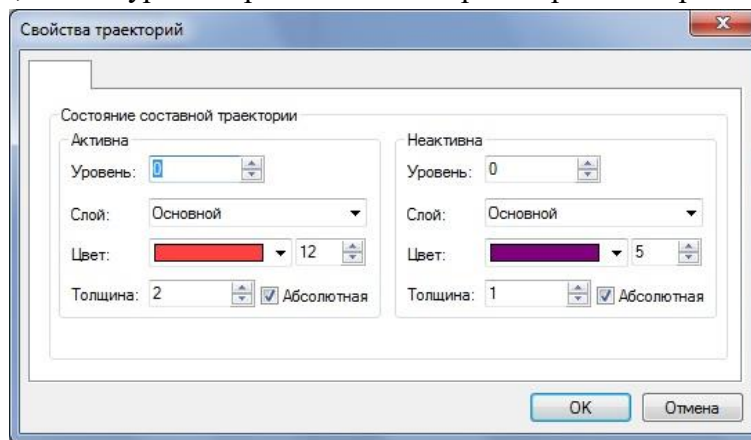 Свойства траекторий
Состояние составной траектории
Активна
Уровень: 0
Слой: Основной
Цвет: 12
Толщина: 2 Абсолютная
Неактивна
Уровень: 0
Слой: Основной
Цвет: 5
Толщина: 1 Абсолютная
OK Отмена